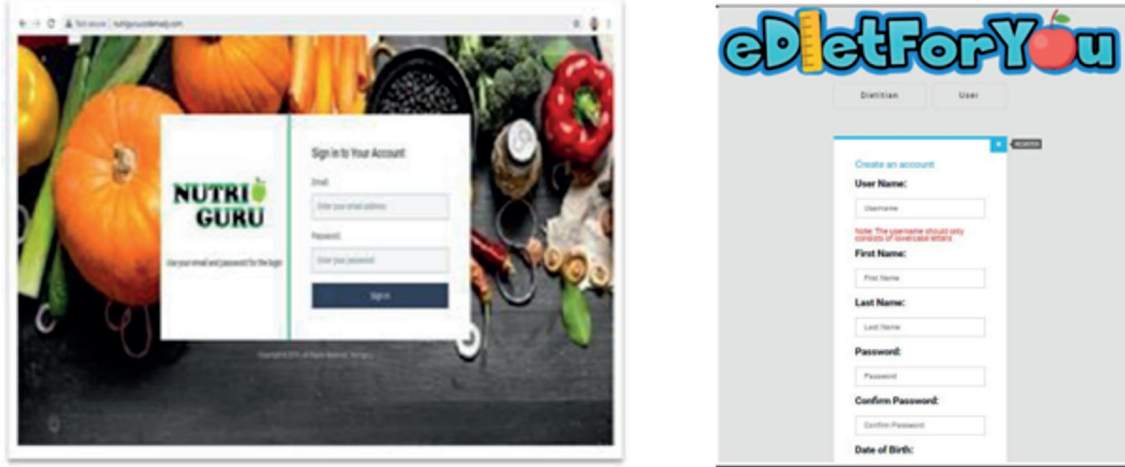 Not secure
NUTRI
GURU
Use your email and password for the login
Sign in to Your Account
Email
Enter your email address
Password
Enter your password
Sign in
eDietForYou
Dietitian
User
REGISTER
Create an account
User Name:
Username
Note: The username should only
consists of lowercase letters
First Name:
First Name
Last Name:
Last Name
Password:
Password
Confirm Password:
Confirm Password
Date of Birth: